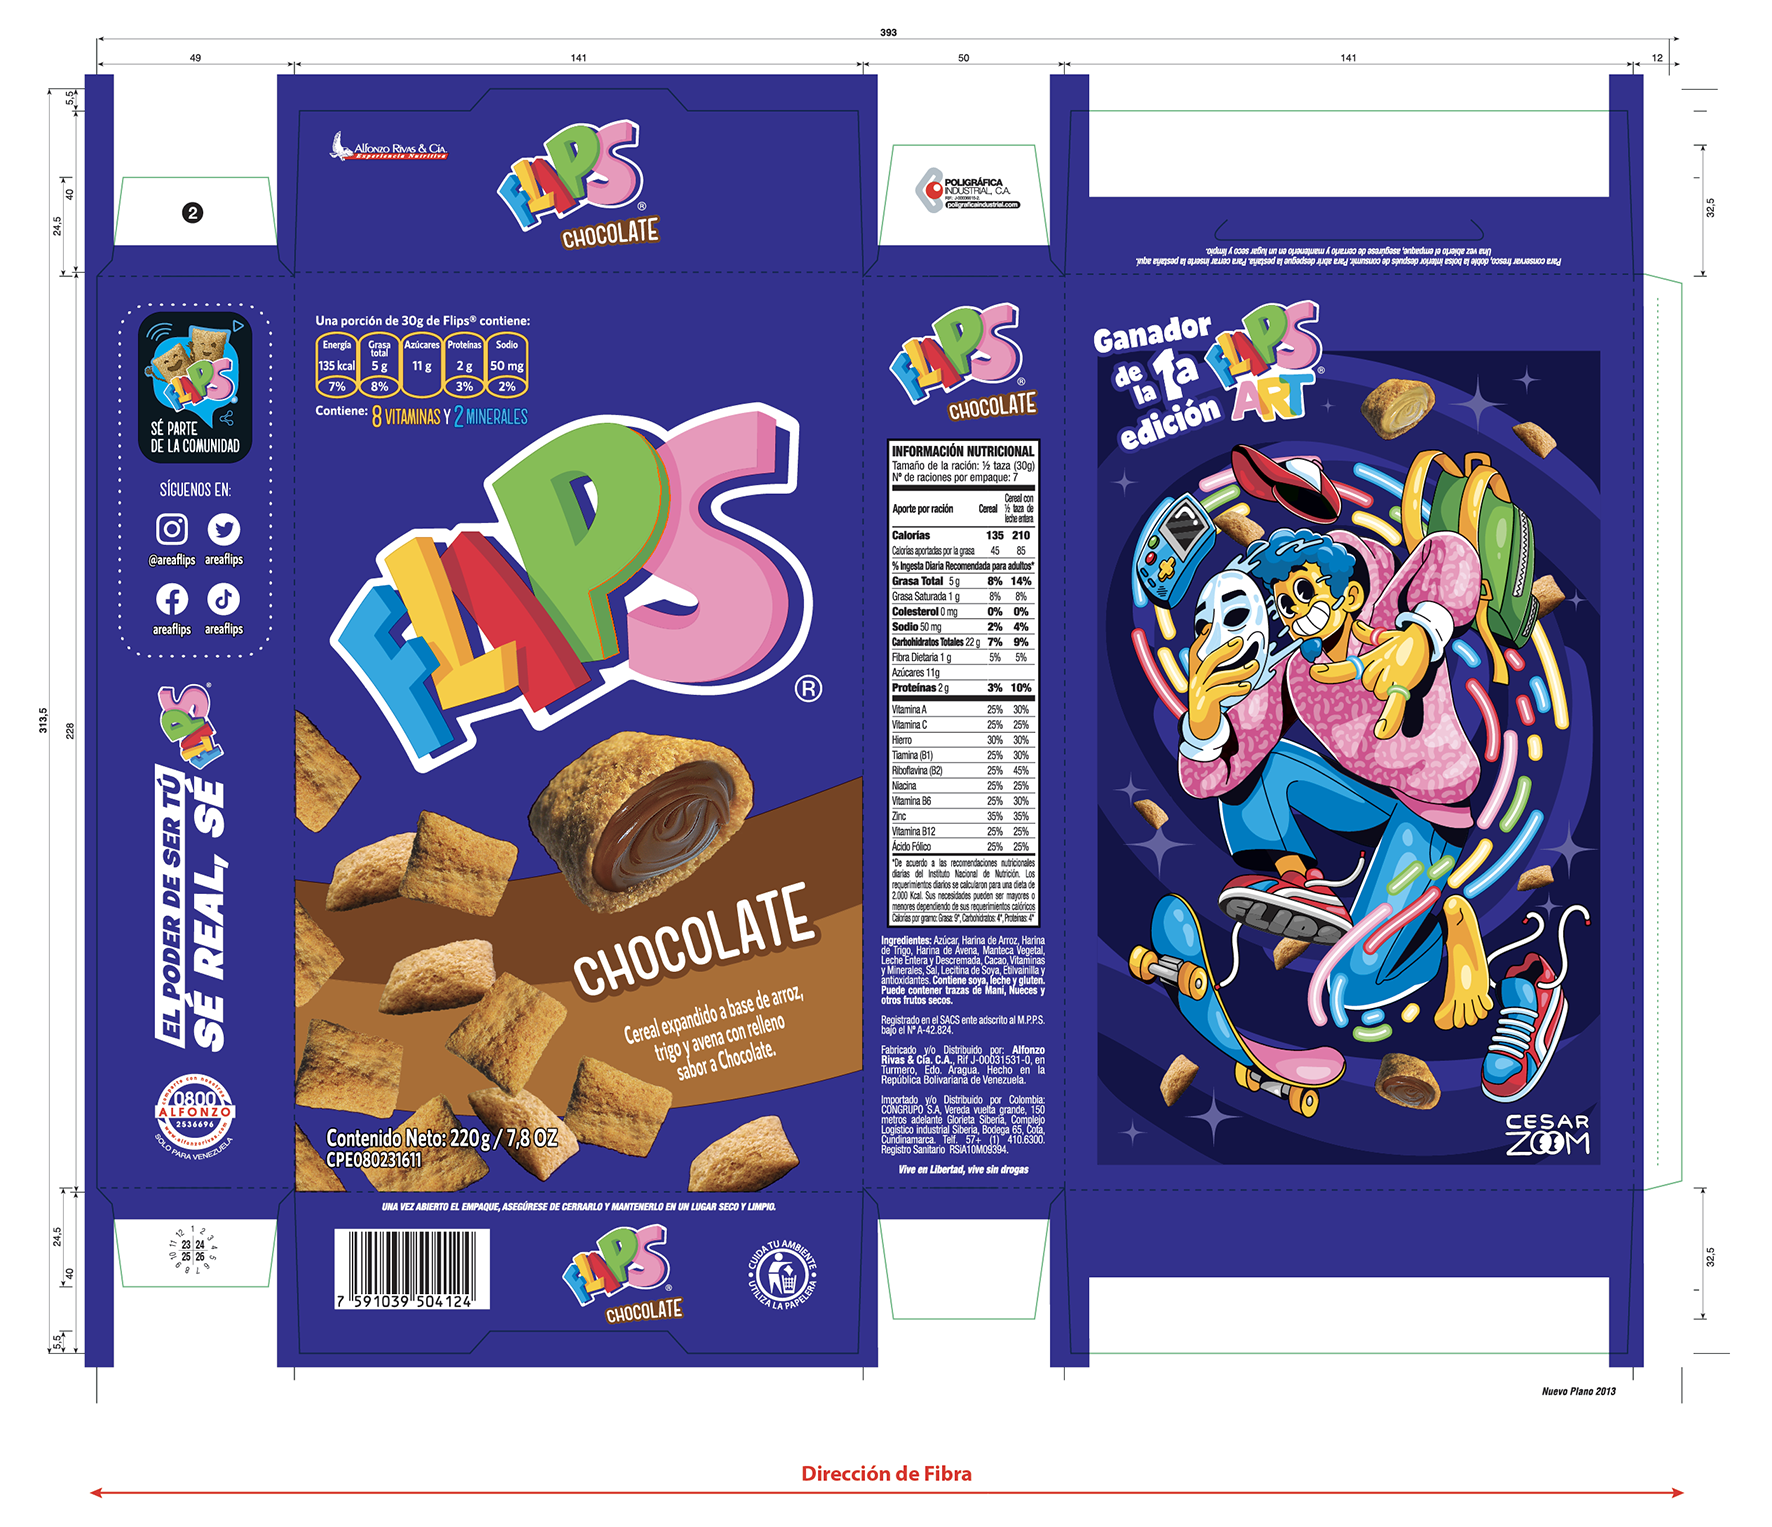 393
49
141
50
141
12
5,5
40
24,5
313,5
228
24,5
40
5,5
32,5
32,5
2
Alfonzo Rivas & Cía.
Experiencia Nutritiva
FLIPS®
CHOCOLATE
POLIGRÁFICA
INDUSTRIAL, C.A.
poligraficaindustrial.com
Para conservar fresco, doble la bolsa interior después de consumir. Para abrir despegue la pestaña. Para cerrar inserte la pestaña aquí.
Una vez abierto el empaque, asegúrese de cerrarlo y mantenerlo en un lugar seco y limpio.
FLIPS
SÉ PARTE
DE LA COMUNIDAD
SÍGUENOS EN:
@areaflips areaflips
areaflips areaflips
EL PODER DE SER TÚ
SÉ REAL, SÉ FLIPS®
comparte con nosotros
0800
ALFONZO
2536696
www.alfonzorivas.com
SOLO PARA VENEZUELA
Una porción de 30g de Flips® contiene:
Energía 135 kcal 7%
Grasa total 5 g 8%
Azúcares 11 g
Proteínas 2 g 3%
Sodio 50 mg 2%
Contiene: 8 VITAMINAS Y 2 MINERALES
FLIPS®
CHOCOLATE
Cereal expandido a base de arroz,
trigo y avena con relleno
sabor a Chocolate.
Contenido Neto: 220g / 7,8 OZ
CPE080231611
FLIPS®
CHOCOLATE
INFORMACIÓN NUTRICIONAL
Tamaño de la ración: ½ taza (30g)
Nº de raciones por empaque: 7
Aporte por ración Cereal Cereal con ½ taza de leche entera
Calorías 135 210
Calorías aportadas por la grasa 45 85
% Ingesta Diaria Recomendada para adultos*
Grasa Total 5 g 8% 14%
Grasa Saturada 1 g 8% 8%
Colesterol 0 mg 0% 0%
Sodio 50 mg 2% 4%
Carbohidratos Totales 22 g 7% 9%
Fibra Dietaria 1 g 5% 5%
Azúcares 11g
Proteínas 2 g 3% 10%
Vitamina A 25% 30%
Vitamina C 25% 25%
Hierro 30% 30%
Tiamina (B1) 25% 30%
Riboflavina (B2) 25% 45%
Niacina 25% 25%
Vitamina B6 25% 30%
Zinc 35% 35%
Vitamina B12 25% 25%
Ácido Fólico 25% 25%
*De acuerdo a las recomendaciones nutricionales
diarias del Instituto Nacional de Nutrición. Los
requerimientos diarios se calcularon para una dieta de
2.000 Kcal. Sus necesidades pueden ser mayores o
menores dependiendo de sus requerimientos calóricos
Calorías por gramo: Grasa: 9*, Carbohidratos: 4*, Proteínas: 4*
Ingredientes: Azúcar, Harina de Arroz, Harina
de Trigo, Harina de Avena, Manteca Vegetal,
Leche Entera y Descremada, Cacao, Vitaminas
y Minerales, Sal, Lecitina de Soya, Etilvainilla y
antioxidantes. Contiene soya, leche y gluten.
Puede contener trazas de Maní, Nueces y
otros frutos secos.
Registrado en el SACS ente adscrito al M.P.P.S.
bajo el Nº A-42.824.
Fabricado y/o Distribuido por: Alfonzo
Rivas & Cía. C.A., Rif J-00031531-0, en
Turmero, Edo. Aragua. Hecho en la
República Bolivariana de Venezuela.
Importado y/o Distribuido por Colombia:
CONGRUPO S.A, Vereda vuelta grande, 150
metros adelante Glorieta Siberia, Complejo
Logístico industrial Siberia, Bodega 65, Cota,
Cundinamarca. Telf. 57+ (1) 410.6300.
Registro Sanitario RSiA10M09394.
Vive en Libertad, vive sin drogas
Ganador
de la 1a
edición
FLIPS
ART®
FLIPS
CESAR
ZOOM
UNA VEZ ABIERTO EL EMPAQUE, ASEGÚRESE DE CERRARLO Y MANTENERLO EN UN LUGAR SECO Y LIMPIO.
1 2 3 4 5 6 7 8 9 10 11 12
23 24
25 26
7 591039 504124
FLIPS®
CHOCOLATE
CUIDA TU AMBIENTE
UTILIZA LA PAPELERA
Nuevo Plano 2013
Dirección de Fibra